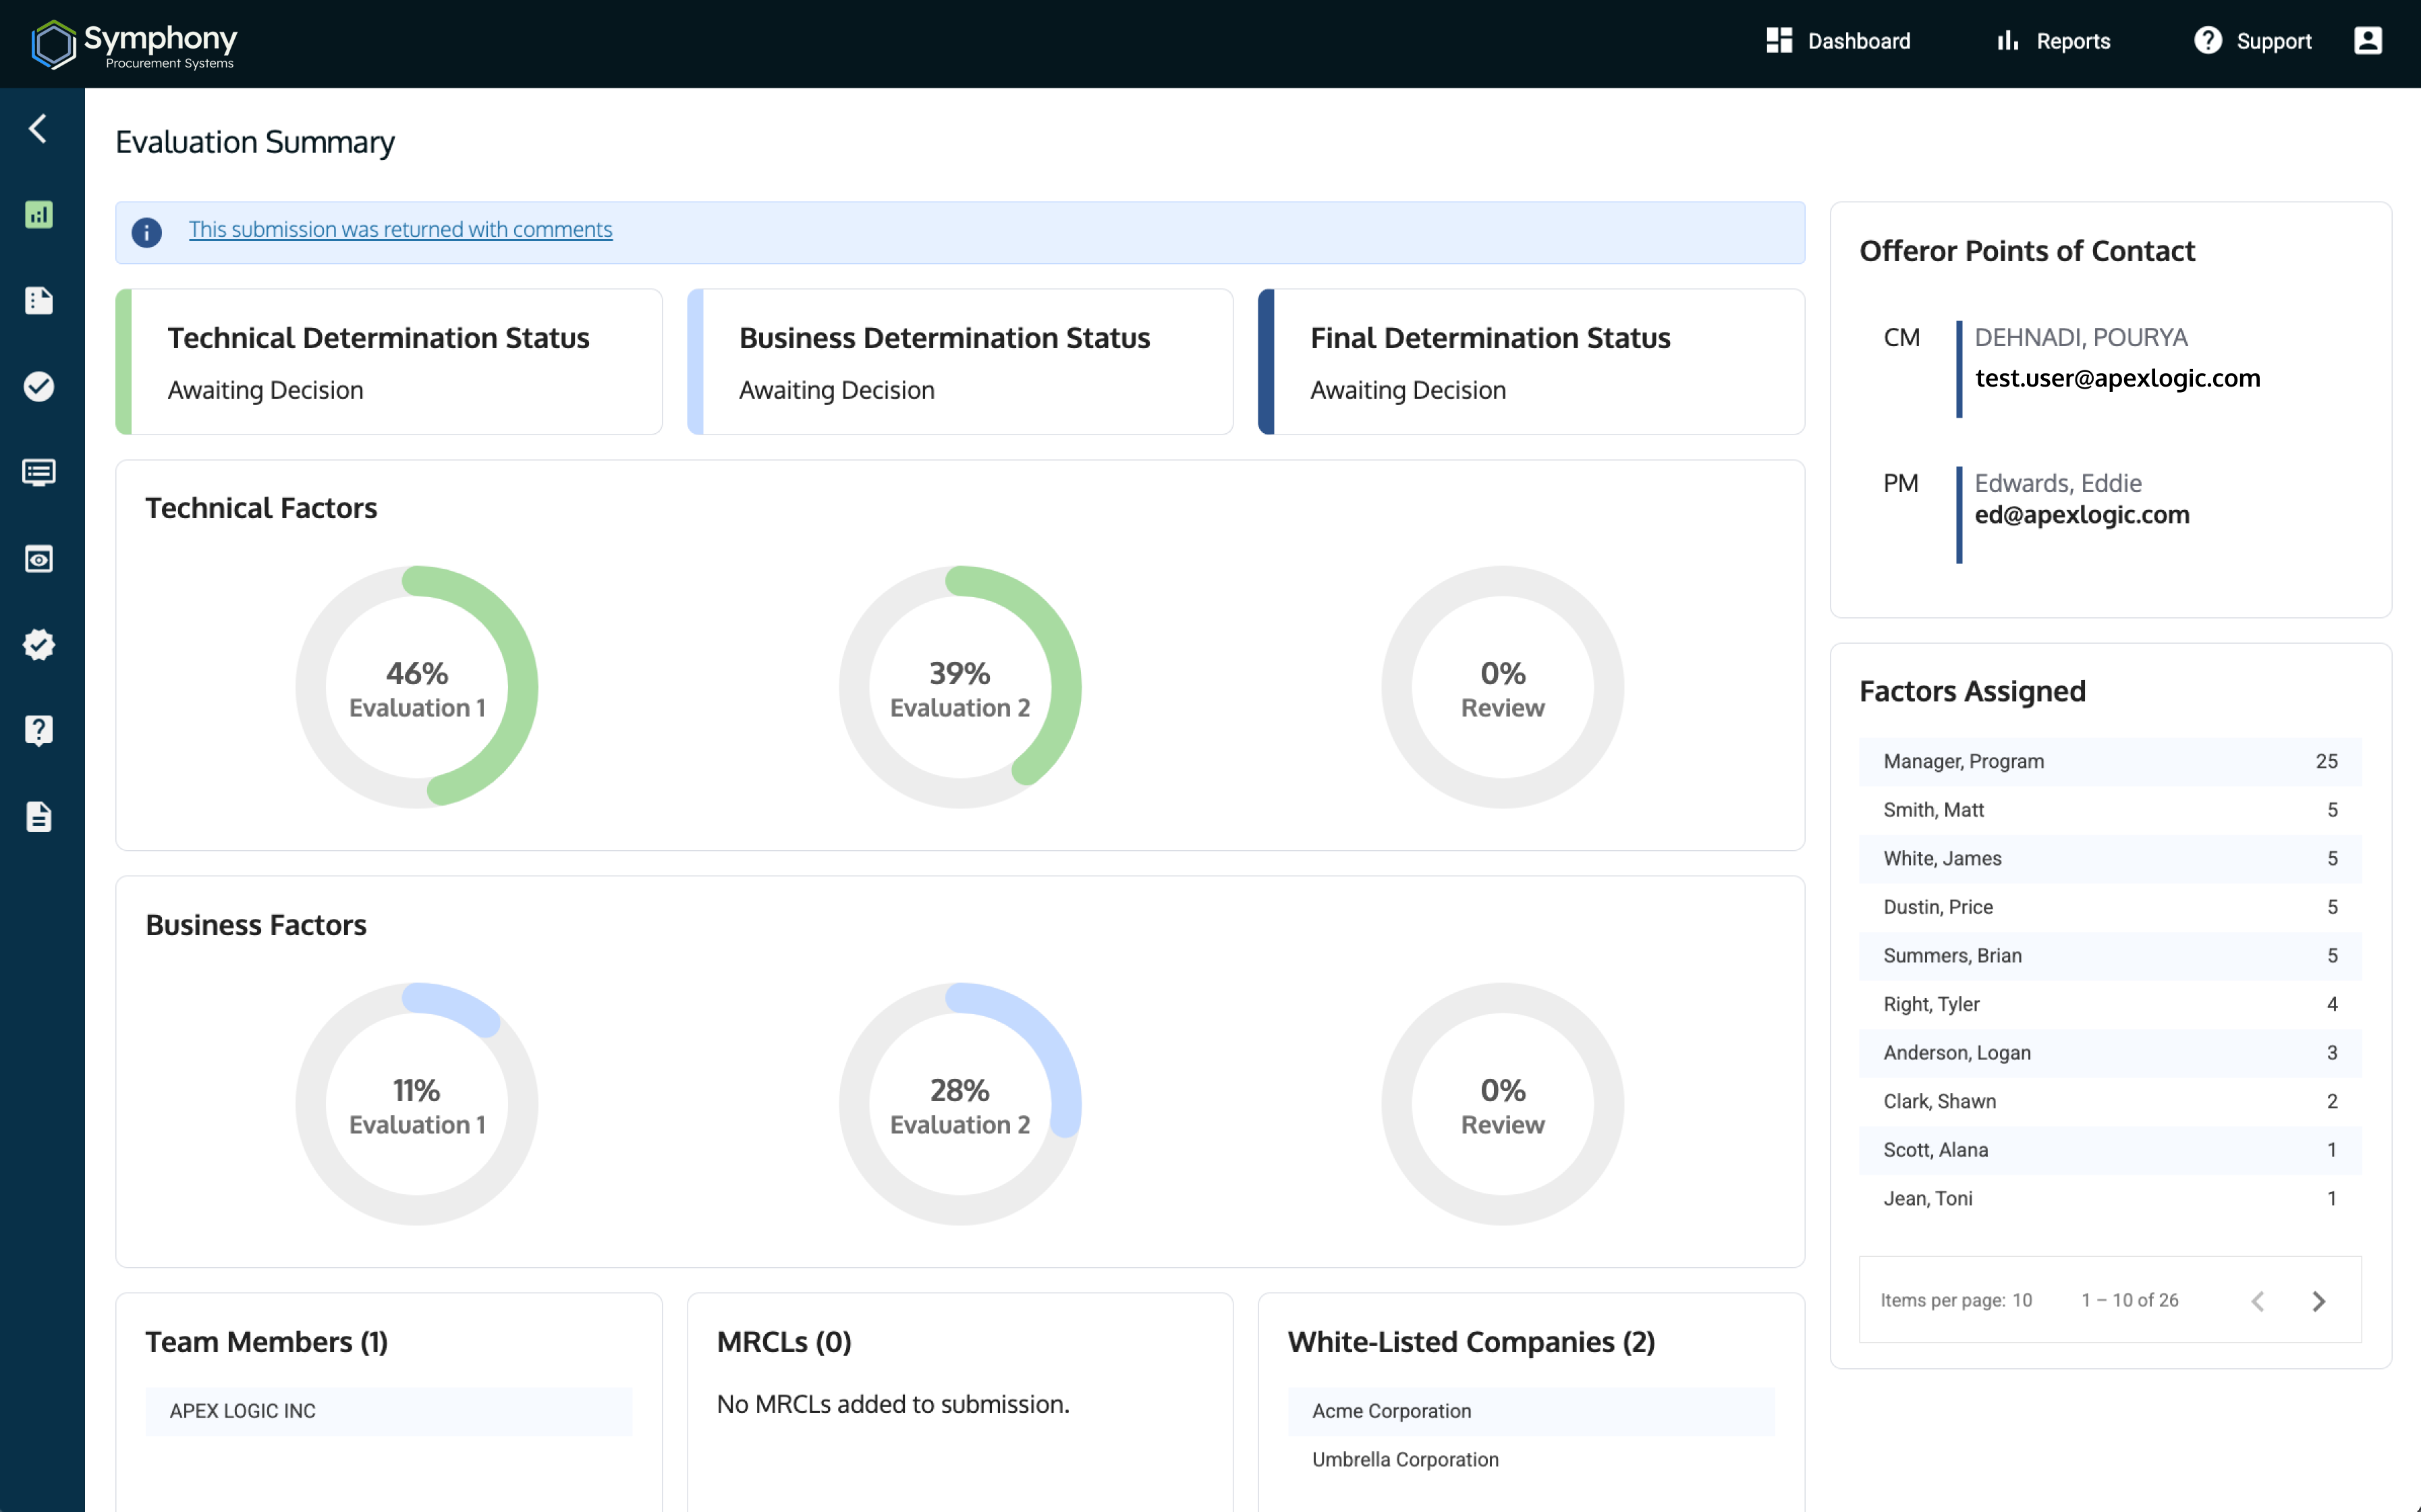 Symphony
Procurement Systems
Dashboard
Reports
Support
Evaluation Summary
This submission was returned with comments
Technical Determination Status
Awaiting Decision
Business Determination Status
Awaiting Decision
Final Determination Status
Awaiting Decision
Technical Factors
46%
Evaluation 1
39%
Evaluation 2
0%
Review
Business Factors
11%
Evaluation 1
28%
Evaluation 2
0%
Review
Team Members (1)
APEX LOGIC INC
MRCLs (0)
No MRCLs added to submission.
White-Listed Companies (2)
Acme Corporation
Umbrella Corporation
Offeror Points of Contact
CM
DEHNADI, POURYA
test.user@apexlogic.com
PM
Edwards, Eddie
ed@apexlogic.com
Factors Assigned
Manager, Program 25
Smith, Matt 5
White, James 5
Dustin, Price 5
Summers, Brian 5
Right, Tyler 4
Anderson, Logan 3
Clark, Shawn 2
Scott, Alana 1
Jean, Toni 1
Items per page: 10 1 – 10 of 26